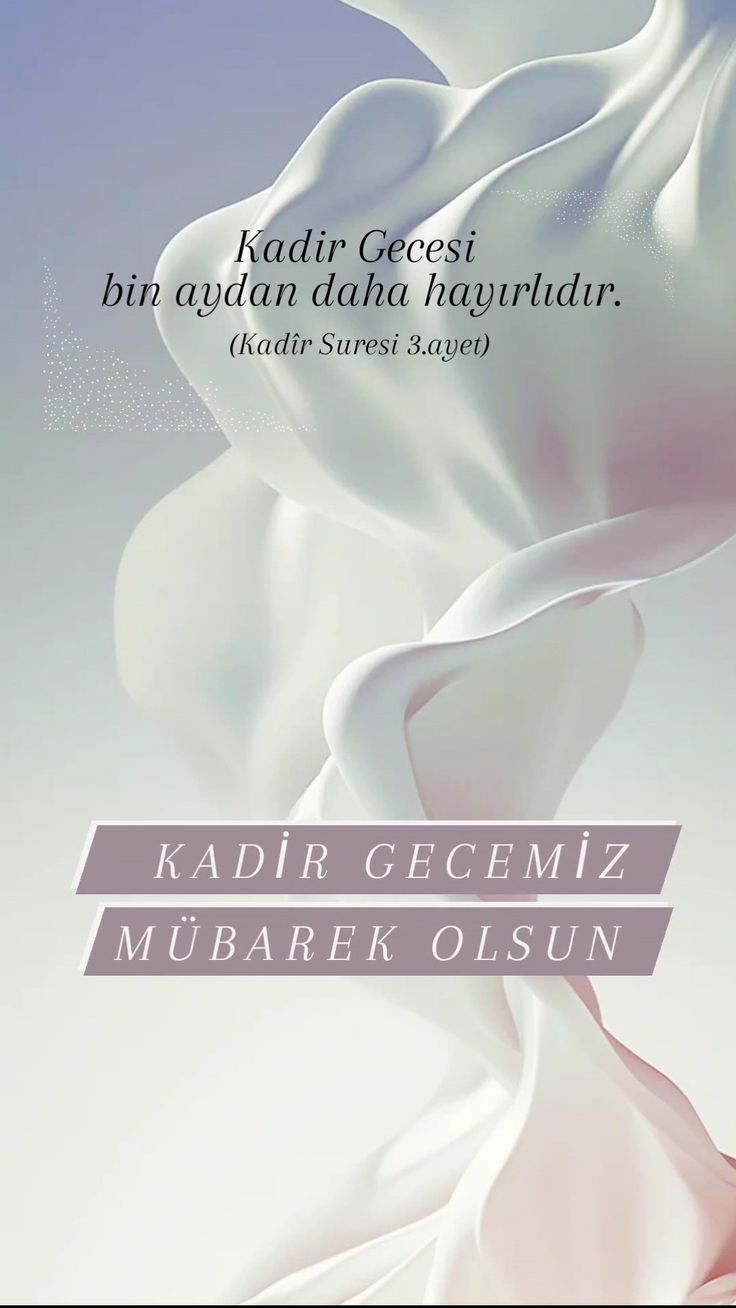 Kadir Gecesi
bin aydan daha hayırlıdır.
(Kadîr Suresi 3.ayet)
KADİR GECEMİZ
MÜBAREK OLSUN